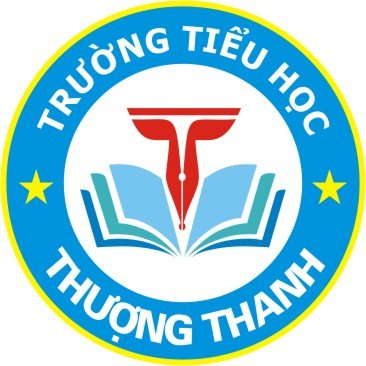 TRƯỜNG TIỂU HỌC
THƯỢNG THANH